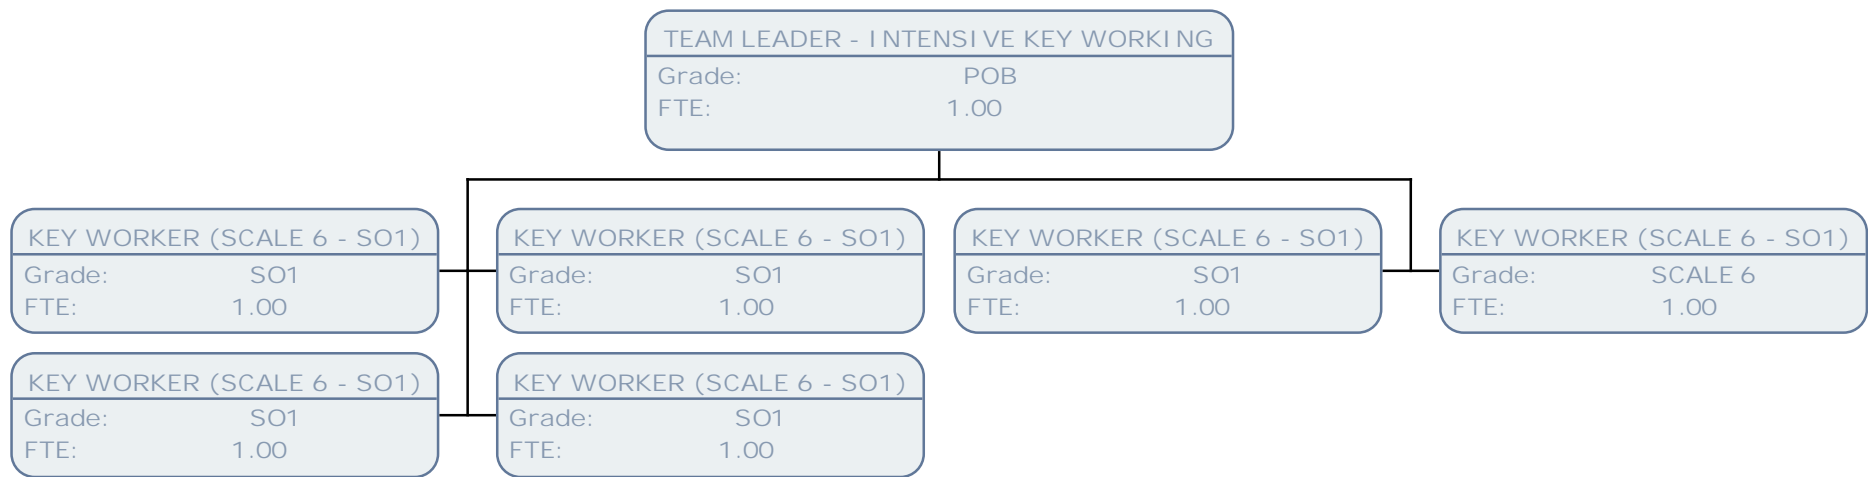 TEAM LEADER - INTENSIVE KEY WORKING
Grade: POB
FTE: 1.00
KEY WORKER (SCALE 6 - SO1)
Grade: SO1
FTE: 1.00
KEY WORKER (SCALE 6 - SO1)
Grade: SO1
FTE: 1.00
KEY WORKER (SCALE 6 - SO1)
Grade: SO1
FTE: 1.00
KEY WORKER (SCALE 6 - SO1)
Grade: SCALE 6
FTE: 1.00
KEY WORKER (SCALE 6 - SO1)
Grade: SO1
FTE: 1.00
KEY WORKER (SCALE 6 - SO1)
Grade: SO1
FTE: 1.00